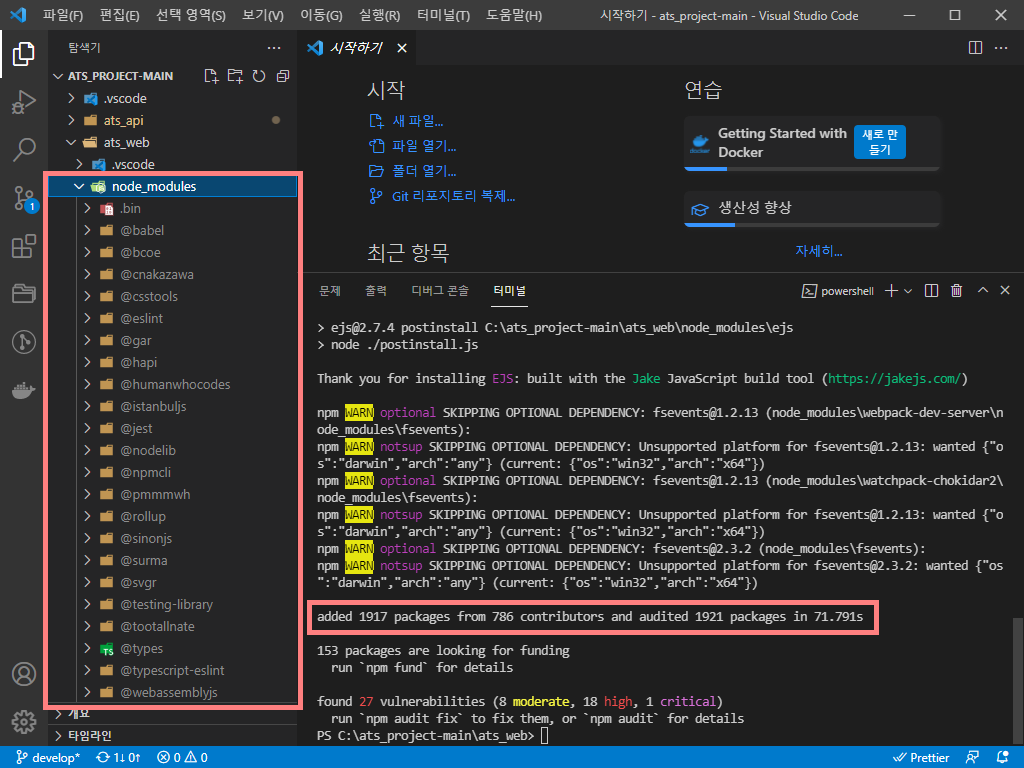 파일(F) 편집(E) 선택 영역(S) 보기(V) 이동(G) 실행(R) 터미널(T) 도움말(H) 시작하기 - ats_project-main - Visual Studio Code
탐색기
ATS_PROJECT-MAIN
.vscode
ats_api
ats_web
.vscode
node_modules
.bin
@babel
@bcoe
@cnakazawa
@csstools
@eslint
@gar
@hapi
@humanwhocodes
@istanbuljs
@jest
@nodelib
@npmcli
@pmmmwh
@rollup
@sinonjs
@surma
@svgr
@testing-library
@tootallnate
@types
@typescript-eslint
@webassemblyjs
개요
타임라인
1
시작하기
시작
새 파일...
파일 열기...
폴더 열기...
Git 리포지토리 복제...
최근 항목
연습
Getting Started with
Docker
새로 만
들기
생산성 향상
자세히...
문제 출력 디버그 콘솔 터미널 powershell
> ejs@2.7.4 postinstall C:\ats_project-main\ats_web\node_modules\ejs
> node ./postinstall.js
Thank you for installing EJS: built with the Jake JavaScript build tool (https://jakejs.com/)
npm WARN optional SKIPPING OPTIONAL DEPENDENCY: fsevents@1.2.13 (node_modules\webpack-dev-server\n
ode_modules\fsevents):
npm WARN notsup SKIPPING OPTIONAL DEPENDENCY: Unsupported platform for fsevents@1.2.13: wanted {"o
s":"darwin","arch":"any"} (current: {"os":"win32","arch":"x64"})
npm WARN optional SKIPPING OPTIONAL DEPENDENCY: fsevents@1.2.13 (node_modules\watchpack-chokidar2\
node_modules\fsevents):
npm WARN notsup SKIPPING OPTIONAL DEPENDENCY: Unsupported platform for fsevents@1.2.13: wanted {"o
s":"darwin","arch":"any"} (current: {"os":"win32","arch":"x64"})
npm WARN optional SKIPPING OPTIONAL DEPENDENCY: fsevents@2.3.2 (node_modules\fsevents):
npm WARN notsup SKIPPING OPTIONAL DEPENDENCY: Unsupported platform for fsevents@2.3.2: wanted {"os
":"darwin","arch":"any"} (current: {"os":"win32","arch":"x64"})
added 1917 packages from 786 contributors and audited 1921 packages in 71.791s
153 packages are looking for funding
run `npm fund` for details
found 27 vulnerabilities (8 moderate, 18 high, 1 critical)
run `npm audit fix` to fix them, or `npm audit` for details
PS C:\ats_project-main\ats_web>
develop* 1↓ 0↑ 0 0 Prettier